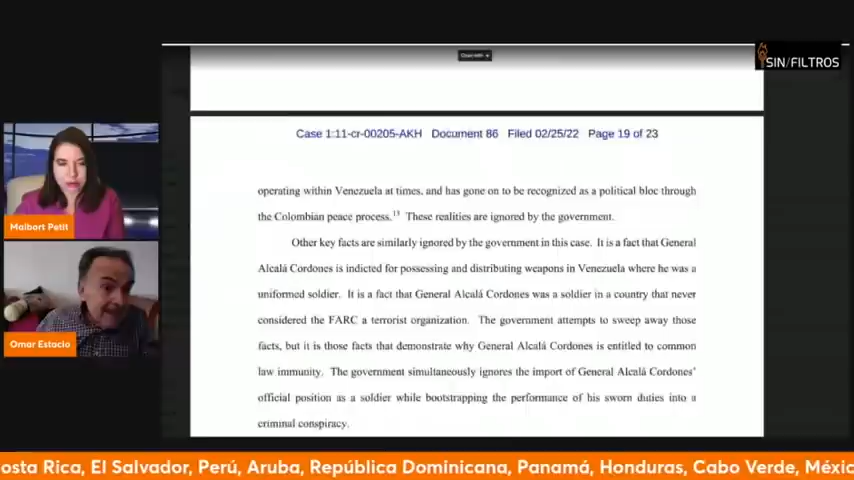 Open with
SIN/FILTROS
Case 1:11-cr-00205-AKH Document 86 Filed 02/25/22 Page 19 of 23
operating within Venezuela at times, and has gone on to be recognized as a political bloc through
the Colombian peace process.13 These realities are ignored by the government.
Other key facts are similarly ignored by the government in this case. It is a fact that General
Alcalá Cordones is indicted for possessing and distributing weapons in Venezuela where he was a
uniformed soldier. It is a fact that General Alcalá Cordones was a soldier in a country that never
considered the FARC a terrorist organization. The government attempts to sweep away those
facts, but it is those facts that demonstrate why General Alcalá Cordones is entitled to common
law immunity. The government simultaneously ignores the import of General Alcalá Cordones'
official position as a soldier while bootstrapping the performance of his sworn duties into a
criminal conspiracy.
Maibort Petit
Omar Estacio
osta Rica, El Salvador, Perú, Aruba, República Dominicana, Panamá, Honduras, Cabo Verde, Méxic